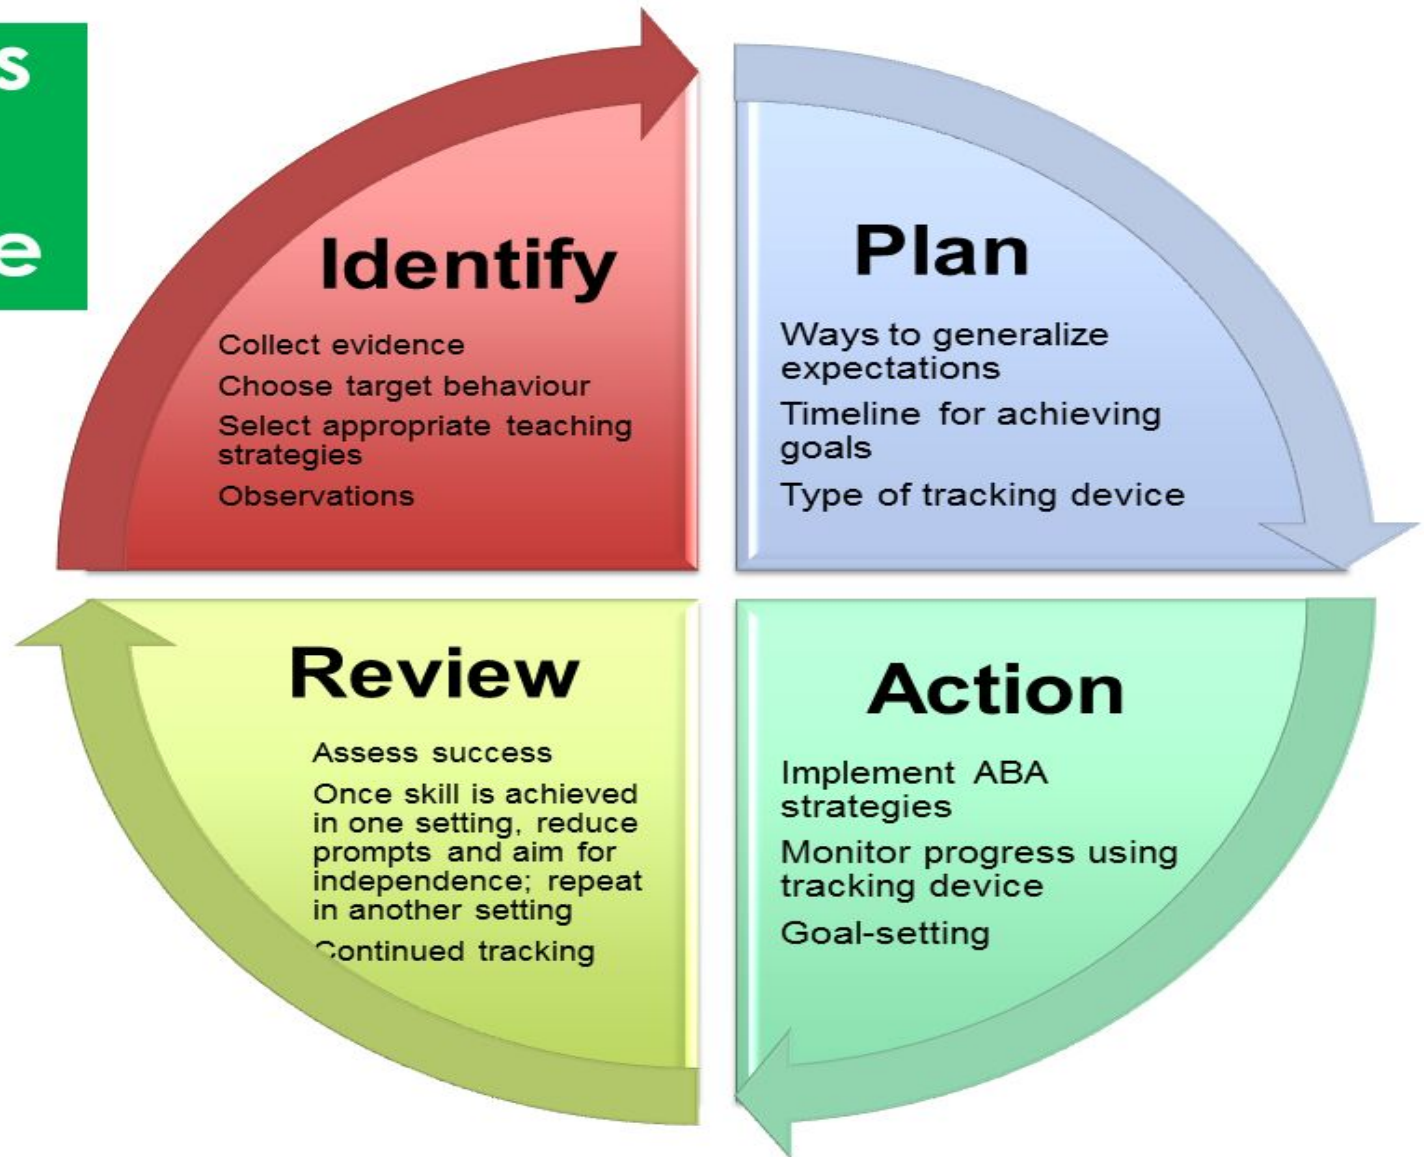 Identify
Collect evidence
Choose target behaviour
Select appropriate teaching
strategies
Observations
Plan
Ways to generalize
expectations
Timeline for achieving
goals
Type of tracking device
Action
Implement ABA
strategies
Monitor progress using
tracking device
Goal-setting
Review
Assess success
Once skill is achieved
in one setting, reduce
prompts and aim for
independence; repeat
in another setting
Continued tracking